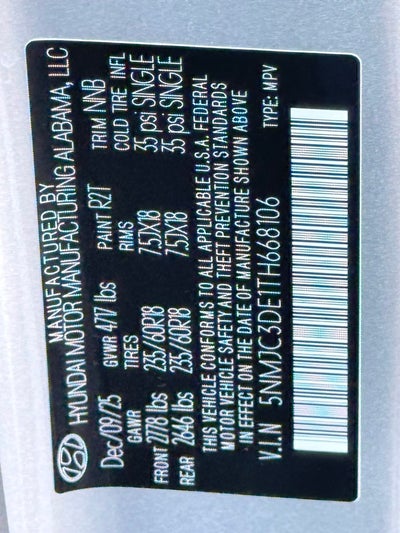 MANUFACTURED BY
HYUNDAI MOTOR MANUFACTURING ALABAMA, LLC
Dec/09/25 GVWR 4717 lbs PAINT R2T TRIM NNB
GAWR TIRES RIMS COLD TIRE INFL
FRONT 2778 lbs 235/60R18 7.5JX18 35 psi SINGLE
REAR 2646 lbs 235/60R18 7.5JX18 35 psi SINGLE
THIS VEHICLE CONFORMS TO ALL APPLICABLE U.S.A. FEDERAL
MOTOR VEHICLE SAFETY AND THEFT PREVENTION STANDARDS
IN EFFECT ON THE DATE OF MANUFACTURE SHOWN ABOVE
V.I.N 5NMJC3DE1TH668106 TYPE: MPV